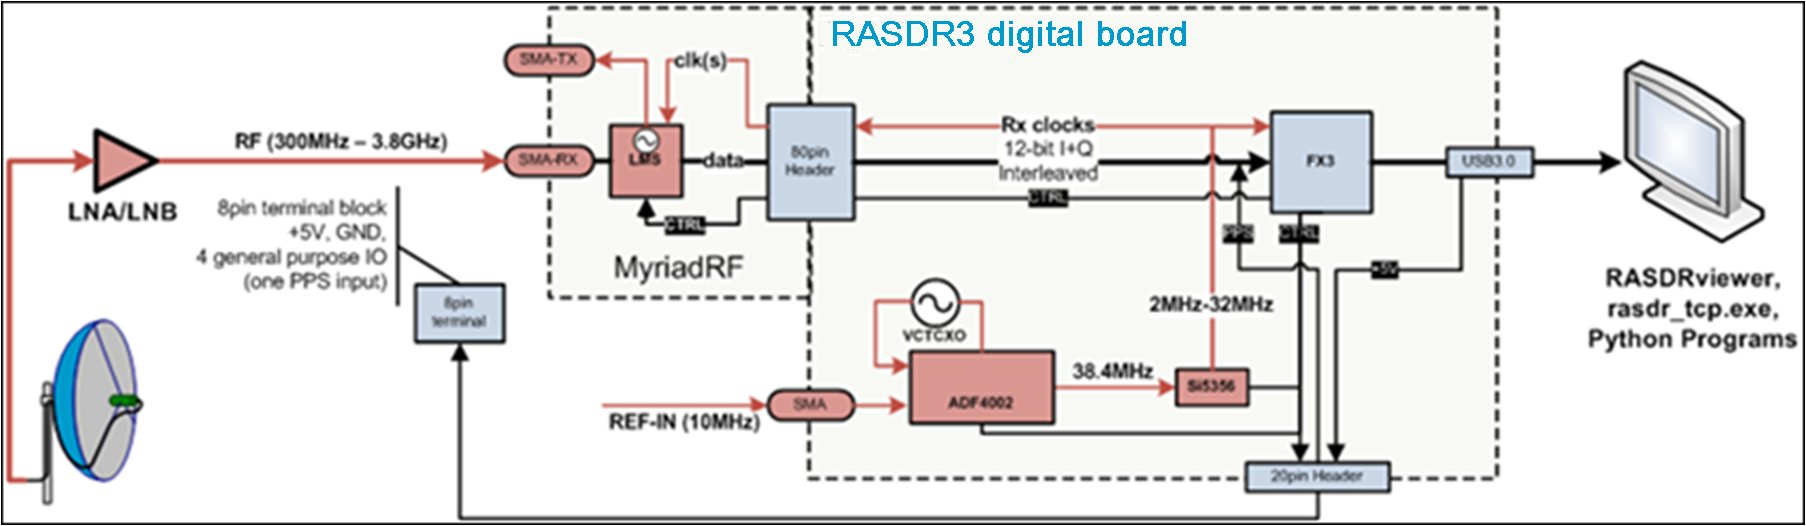 RASDR3 digital board
SMA-TX
clk(s)
RF (300MHz – 3.8GHz)
SMA-RX
LMS
data
80pin
Header
Rx clocks
12-bit I+Q
Interleaved
CTRL
FX3
USB3.0
LNA/LNB
8pin terminal block
+5V, GND,
4 general purpose IO
(one PPS input)
CTRL
MyriadRF
PPS
CTRL
+5V
8pin
terminal
VCTCXO
2MHz-32MHz
RASDRviewer,
rasdr_tcp.exe,
Python Programs
38.4MHz
Si5356
ADF4002
SMA
REF-IN (10MHz)
20pin Header